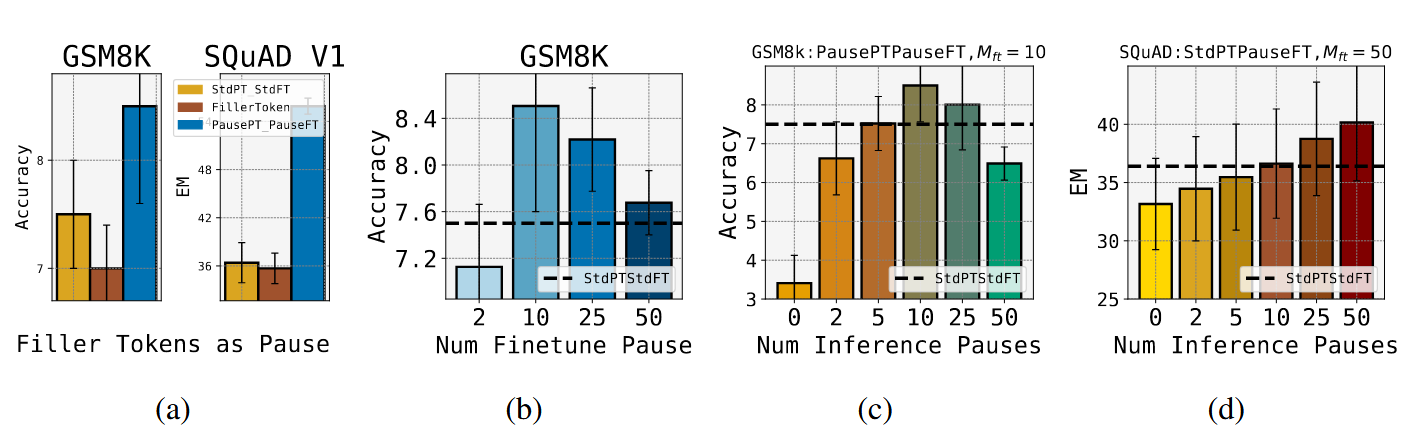 GSM8K
SQuAD V1
StdPT_StdFT
FillerToken
PausePT_PauseFT
Accuracy
8
7
EM
48
42
36
Filler Tokens as Pause
(a)
GSM8K
Accuracy
8.4
8.0
7.6
7.2
StdPTStdFT
2 10 25 50
Num Finetune Pause
(b)
GSM8k:PausePTPauseFT, M_ft = 10
Accuracy
8
7
6
5
4
3
StdPTStdFT
0 2 5 10 25 50
Num Inference Pauses
(c)
SQuAD:StdPTPauseFT, M_ft = 50
EM
40
35
30
25
StdPTStdFT
0 2 5 10 25 50
Num Inference Pauses
(d)